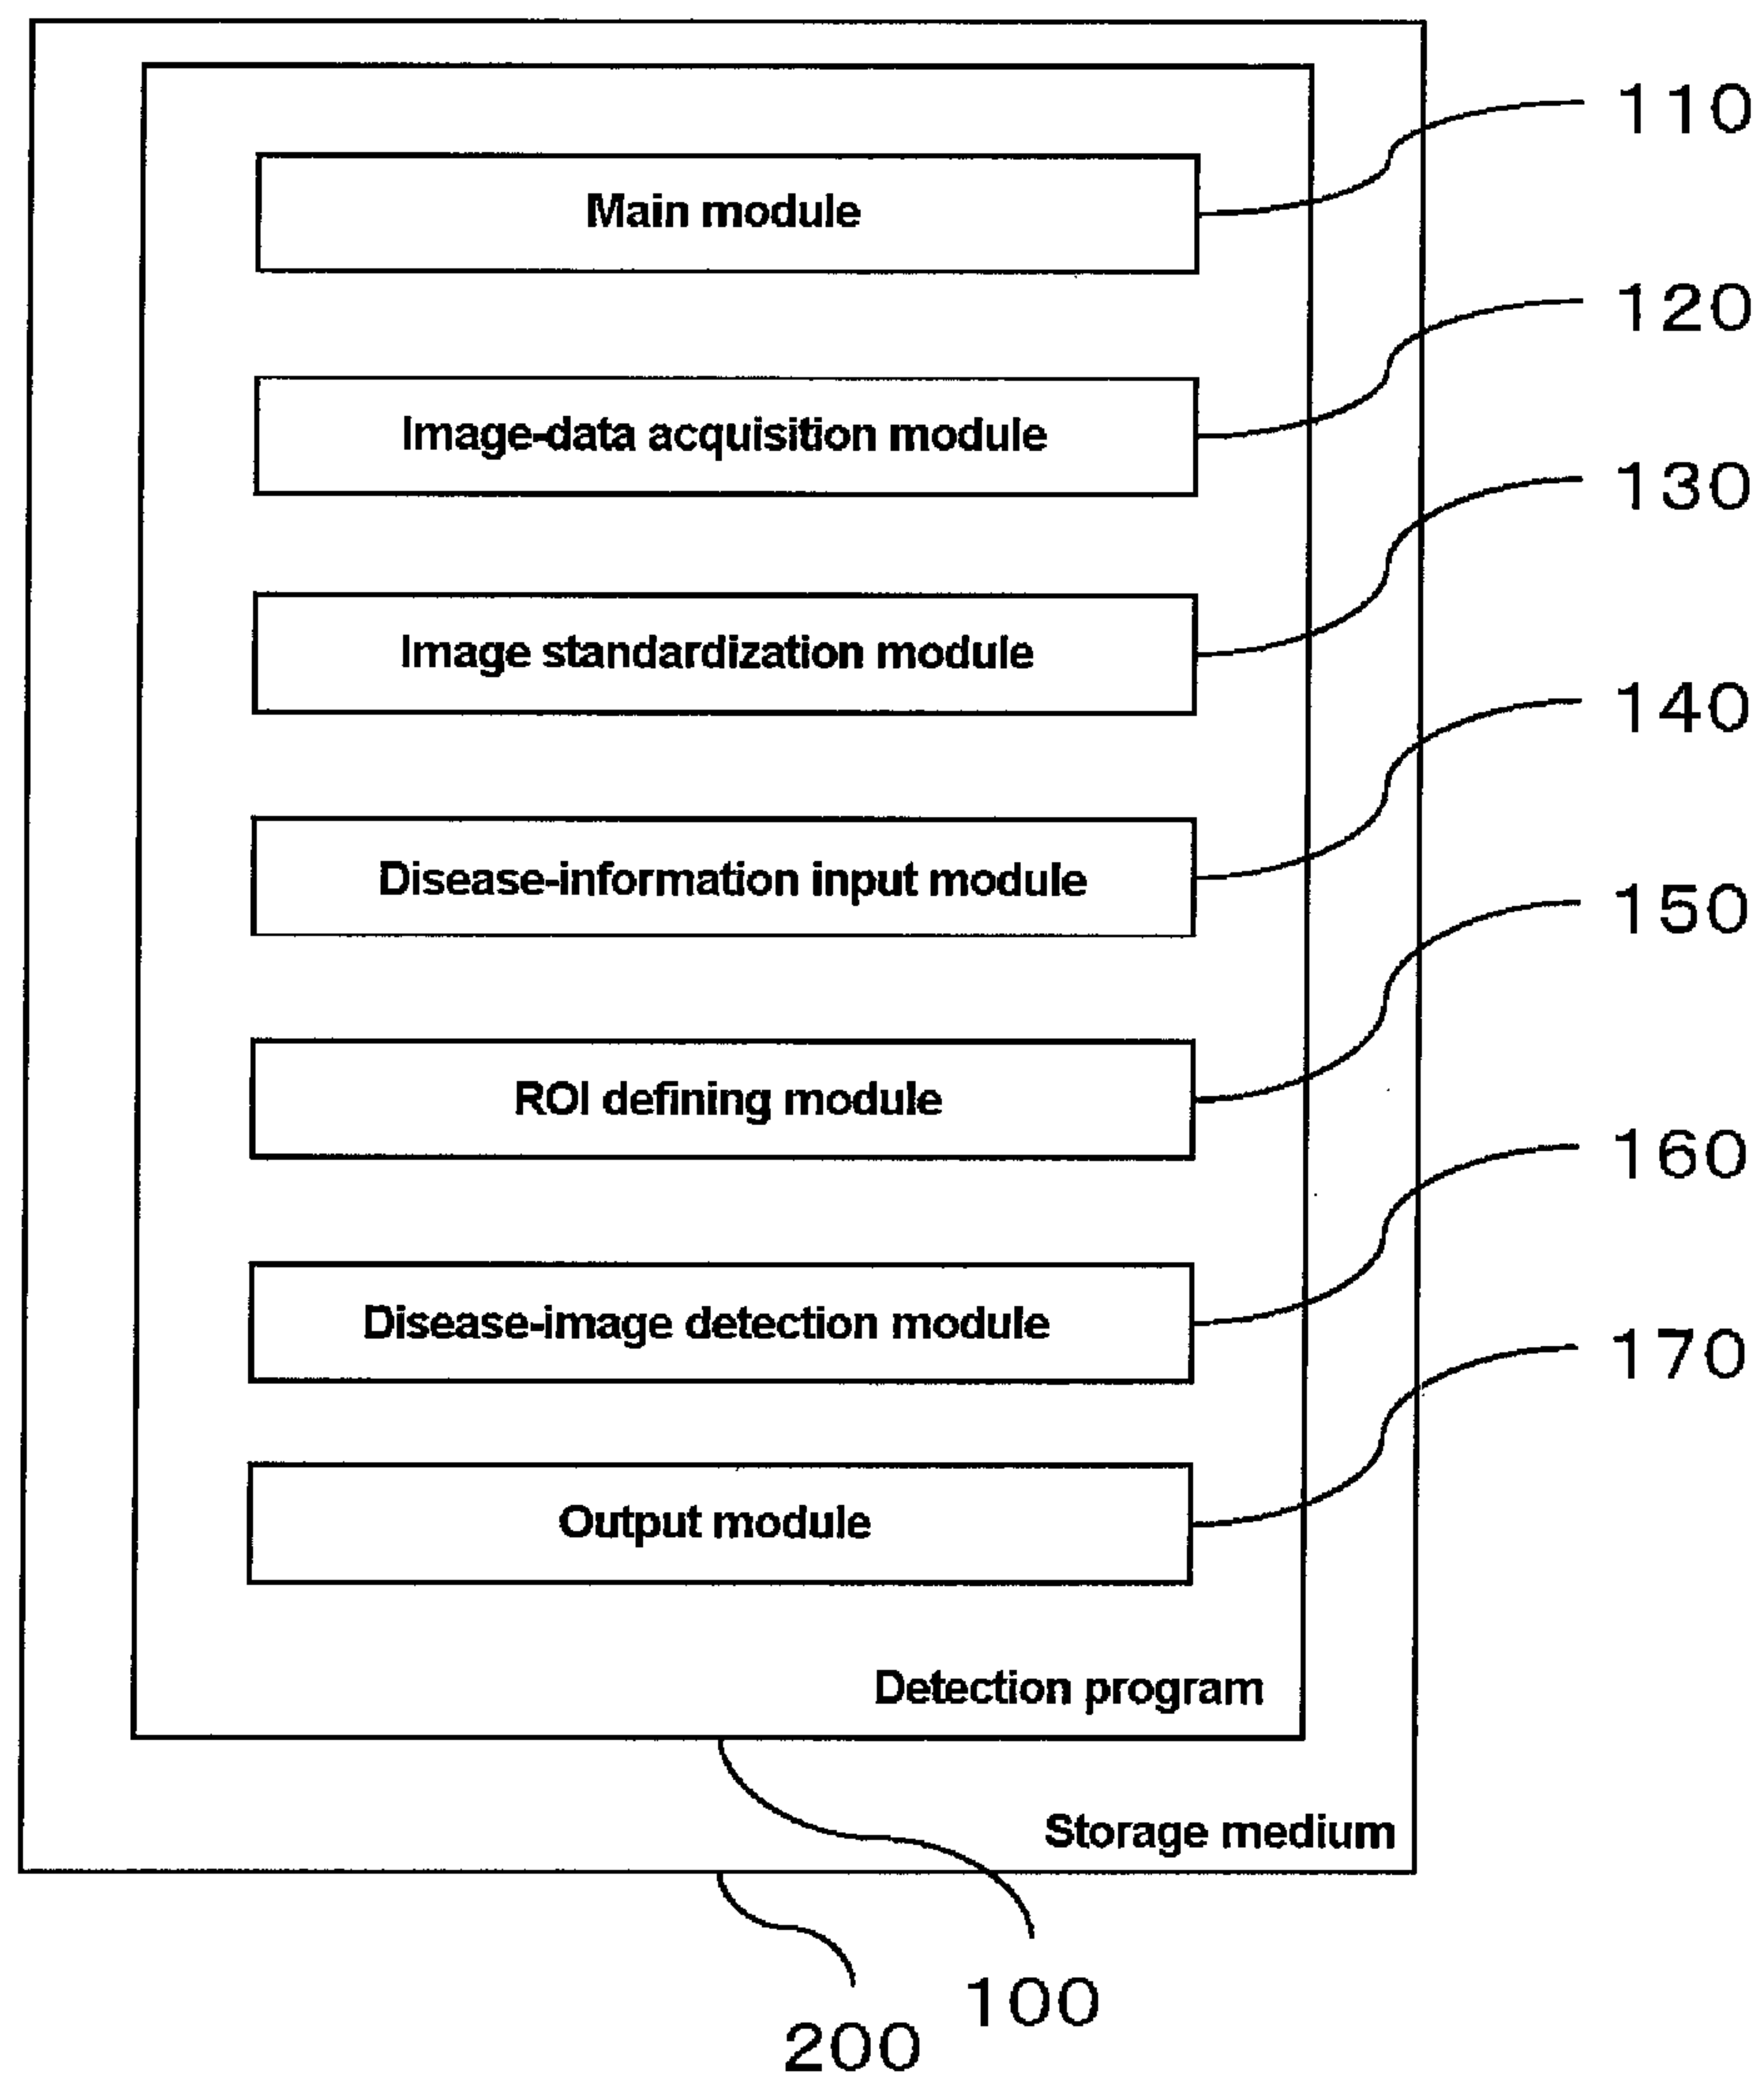 110
Main module
120
Image-data acquisition module
130
Image standardization module
140
Disease-information input module
150
ROI defining module
160
Disease-image detection module
170
Output module
Detection program
Storage medium
100
200